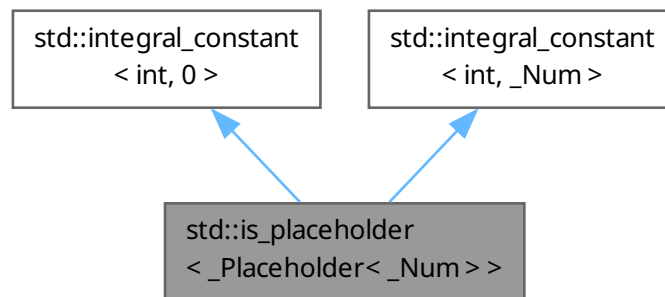 std::integral_constant
< int, 0 >
std::integral_constant
< int, _Num >
std::is_placeholder
< _Placeholder< _Num > >